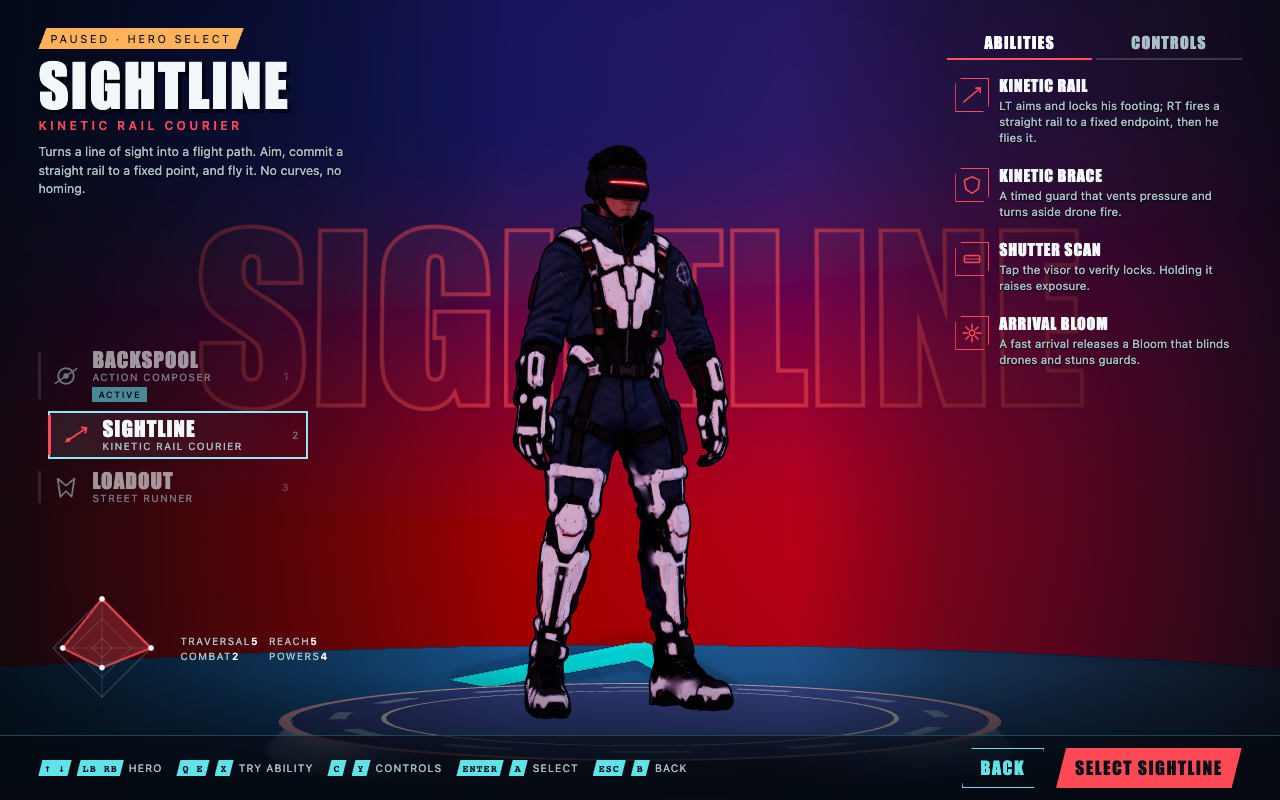 PAUSED · HERO SELECT
SIGHTLINE
KINETIC RAIL COURIER
Turns a line of sight into a flight path. Aim, commit a
straight rail to a fixed point, and fly it. No curves, no
homing.
SIGHTLINE
BACKSPOOL
ACTION COMPOSER
1
ACTIVE
SIGHTLINE
KINETIC RAIL COURIER
2
LOADOUT
STREET RUNNER
3
TRAVERSAL5 REACH5
COMBAT2 POWERS4
ABILITIES CONTROLS
KINETIC RAIL
LT aims and locks his footing; RT fires a
straight rail to a fixed endpoint, then he
flies it.
KINETIC BRACE
A timed guard that vents pressure and
turns aside drone fire.
SHUTTER SCAN
Tap the visor to verify locks. Holding it
raises exposure.
ARRIVAL BLOOM
A fast arrival releases a Bloom that blinds
drones and stuns guards.
↑ ↓ LB RB HERO Q E X TRY ABILITY C Y CONTROLS ENTER A SELECT ESC B BACK
BACK SELECT SIGHTLINE